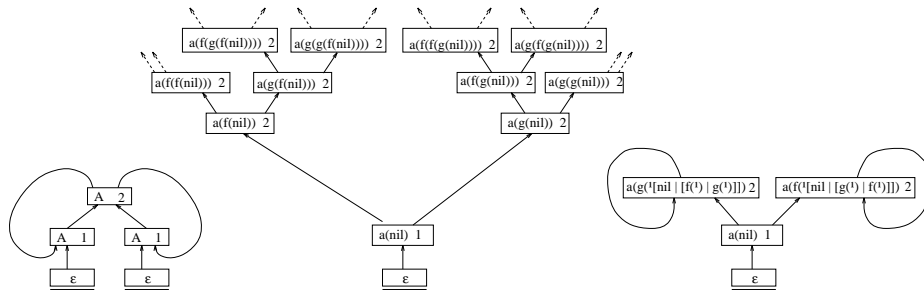 a(f(g(f(nil)))) 2 a(g(g(f(nil)))) 2 a(f(f(g(nil)))) 2 a(g(f(g(nil)))) 2
a(f(f(nil))) 2 a(g(f(nil))) 2 a(f(g(nil))) 2 a(g(g(nil))) 2
a(f(nil)) 2 a(g(nil)) 2
A 2 a(g(¹[nil | [f(¹) | g(¹)]]) 2 a(f(¹[nil | [g(¹) | f(¹)]]) 2
A 1 A 1 a(nil) 1 a(nil) 1
ε ε ε ε